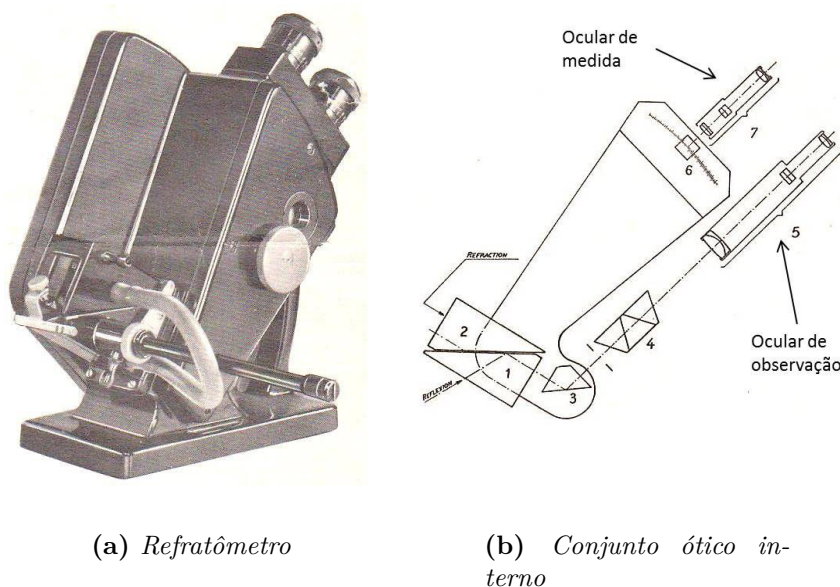 Ocular de
medida
7
6
5
REFRACTION
Ocular de
observação
2
4
1
3
REFLEXION
(a) Refratômetro
(b) Conjunto ótico in-
terno